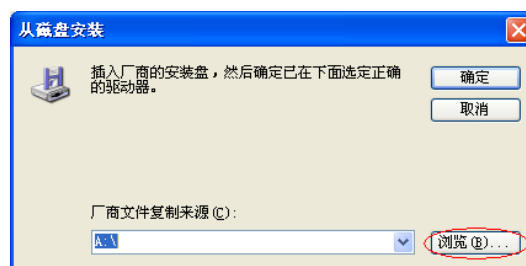 从磁盘安装
插入厂商的安装盘，然后确定已在下面选定正确
的驱动器。
确定
取消
厂商文件复制来源(C):
A:\
浏览(B)...